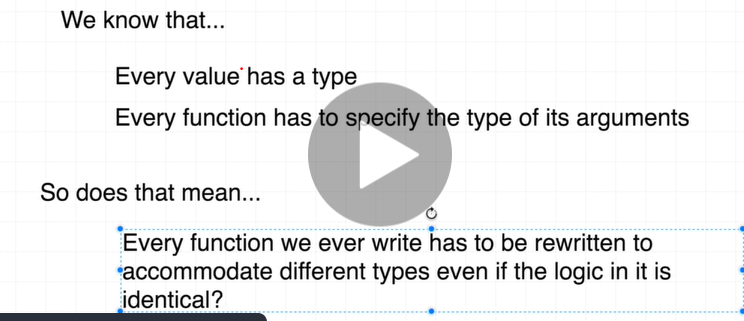 We know that...
Every value has a type
Every function has to specify the type of its arguments
So does that mean...
Every function we ever write has to be rewritten to
accommodate different types even if the logic in it is
identical?